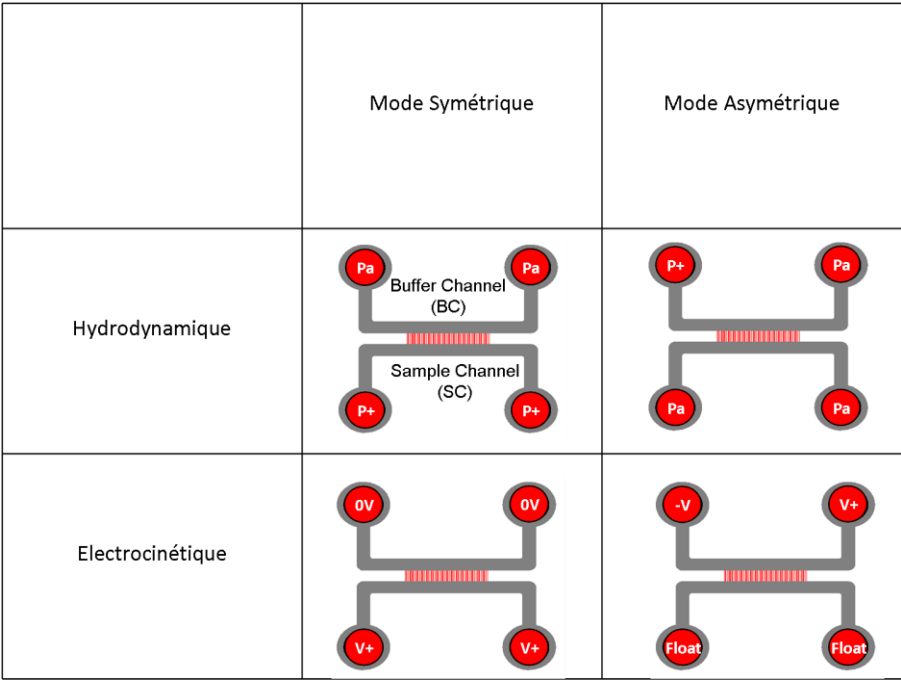 Mode Symétrique
Mode Asymétrique
Hydrodynamique
Pa
Pa
Buffer Channel
(BC)
Sample Channel
(SC)
P+
P+
P+
Pa
Pa
Pa
Electrocinétique
0V
0V
V+
V+
-V
V+
Float
Float